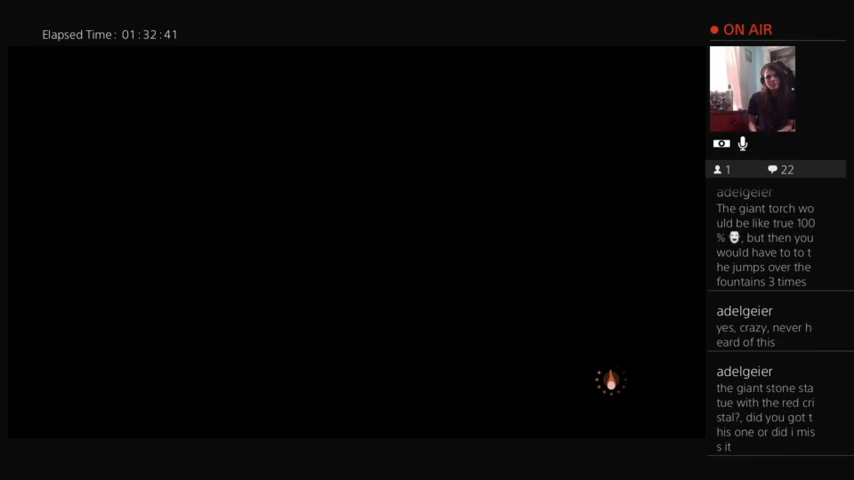 Elapsed Time: 01:32:41
ON AIR
1 22
adelgeier
The giant torch wo
uld be like true 100
% , but then you
would have to to t
he jumps over the
fountains 3 times
adelgeier
yes, crazy, never h
eard of this
adelgeier
the giant stone sta
tue with the red cri
stal?, did you got t
his one or did i mis
s it